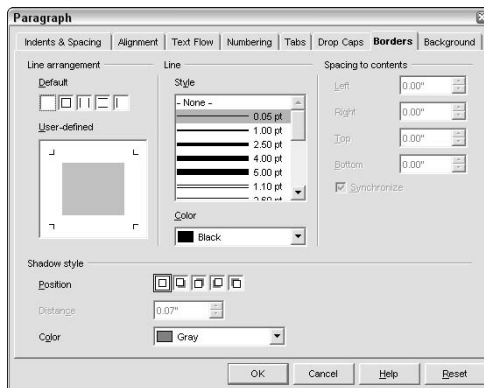 Paragraph
Indents & Spacing Alignment Text Flow Numbering Tabs Drop Caps Borders Background
Line arrangement
Default
User-defined
Line
Style
- None -
0.05 pt
1.00 pt
2.50 pt
4.00 pt
5.00 pt
1.10 pt
Color
Black
Spacing to contents
Left 0.00"
Right 0.00"
Top 0.00"
Bottom 0.00"
Synchronize
Shadow style
Position
Distance 0.07"
Color Gray
OK Cancel Help Reset